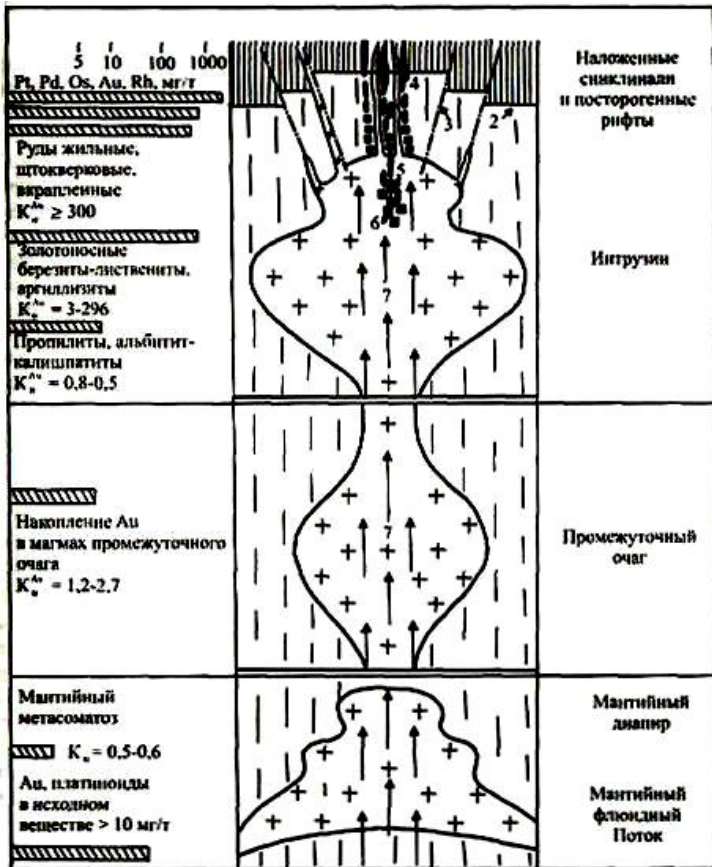 5 10 100 1000
Pt, Pd, Os, Au, Rh, мг/т
Руды жильные,
штокверковые,
вкрапленные
K_н^Au ≥ 300
Золотоносные
березиты-листвениты,
аргиллизиты
K_н^Au = 3-296
Пропилиты, альбитит-
калишпатиты
K_н^Au = 0,8-0,5
4
3
2
5
6
7
Наложенные
синклинали
и посторогенные
рифты
Интрузии
Накопление Au
в магмах промежуточного
очага
K_н^Au = 1,2-2,7
7
Промежуточный
очаг
Мантийный
метасоматоз
K_н = 0,5-0,6
Au, платиноиды
в исходном
веществе > 10 мг/т
Мантийный
диапир
Мантийный
флюидный
Поток